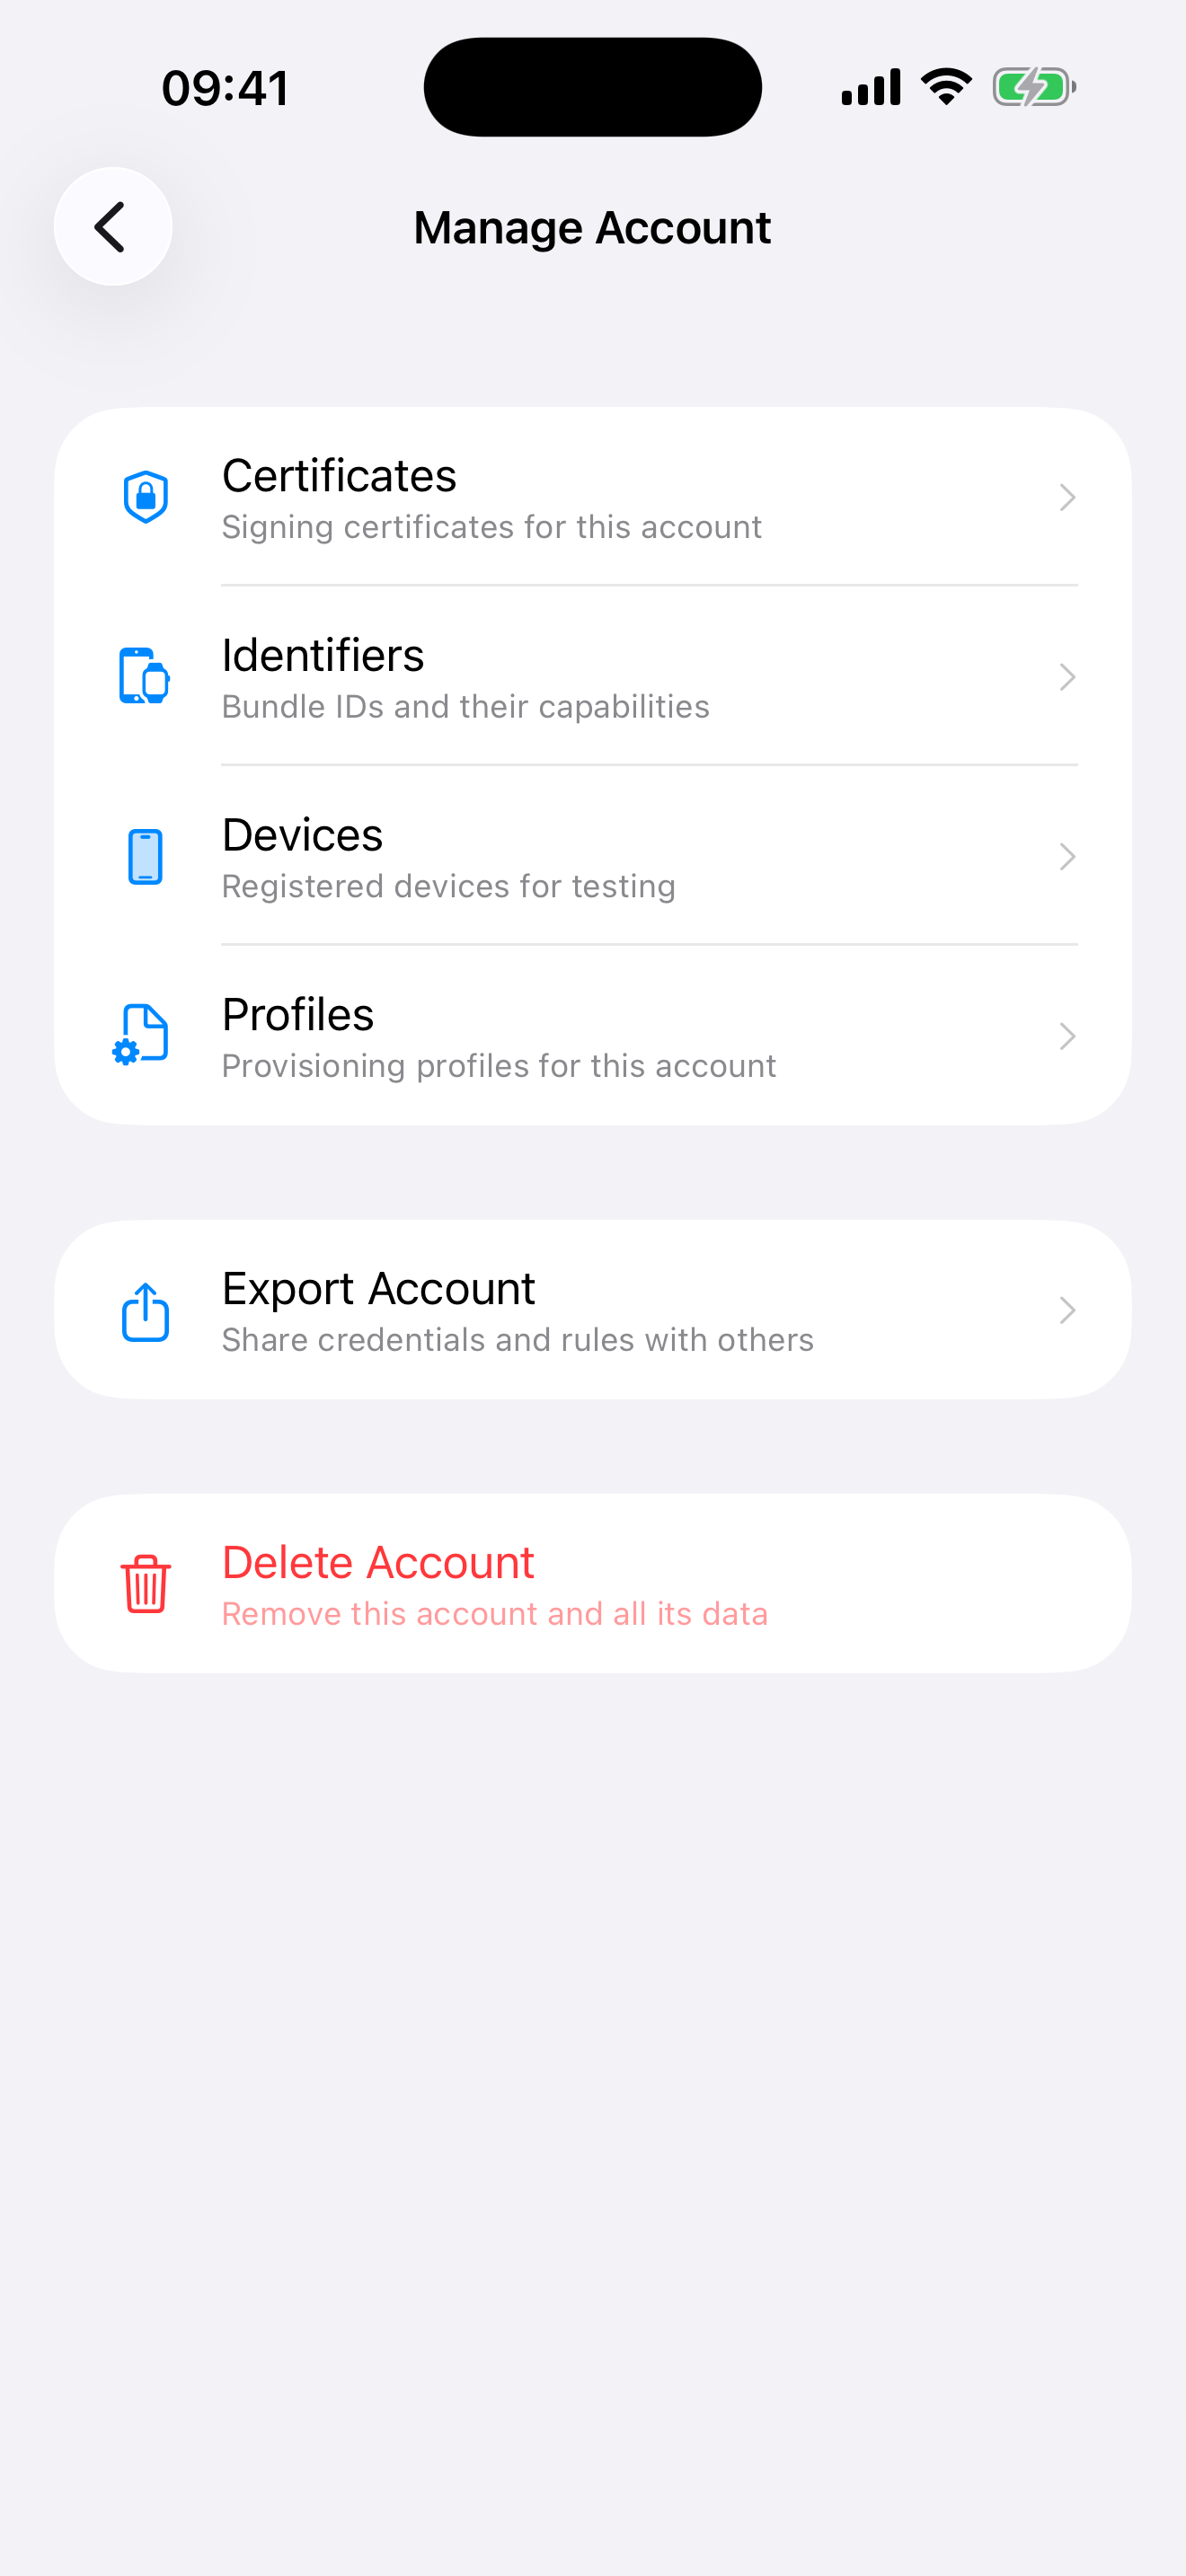 09:41
Manage Account
Certificates
Signing certificates for this account
Identifiers
Bundle IDs and their capabilities
Devices
Registered devices for testing
Profiles
Provisioning profiles for this account
Export Account
Share credentials and rules with others
Delete Account
Remove this account and all its data